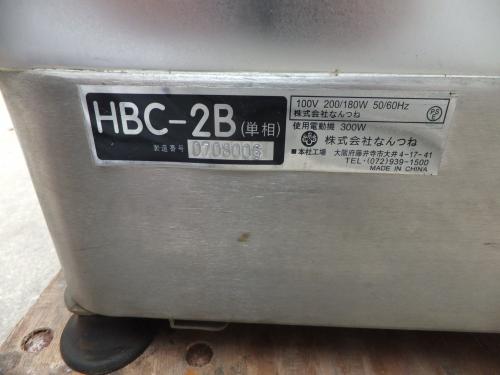 HBC-2B(単相)
製造番号 0708006
100V 200/180W 50/60Hz
株式会社なんつね
使用電動機 300W
株式会社なんつね
■本社工場 大阪府藤井寺市大井4-17-41
TEL・(072)939-1500
MADE IN CHINA